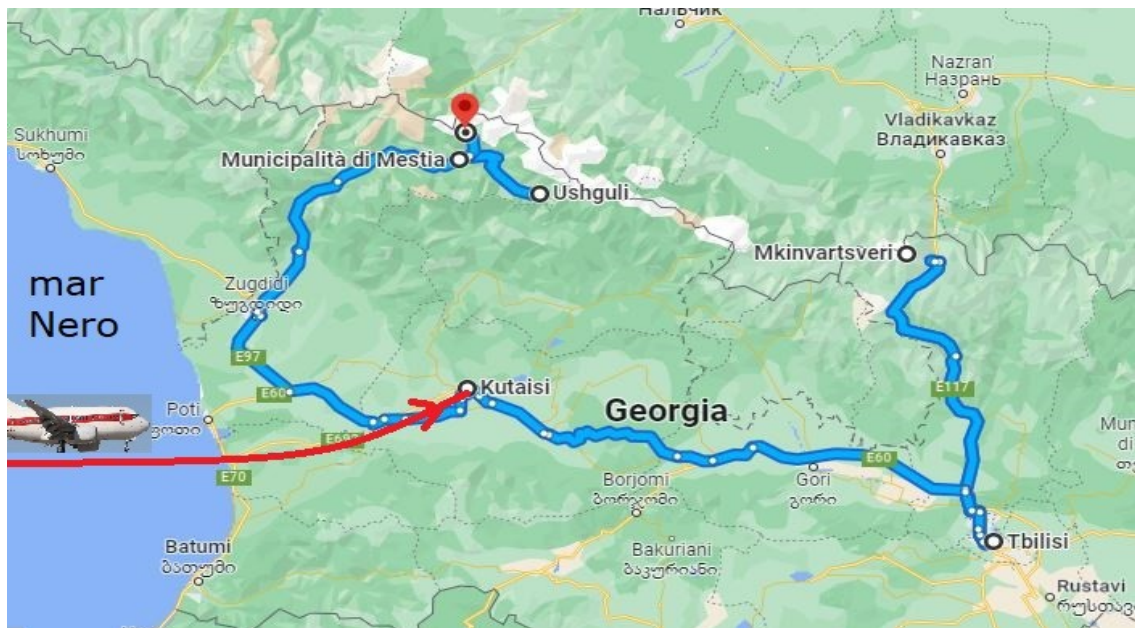 Нальчик
Nazran'
Назрань
Vladikavkaz
Владикавказ
Sukhumi
სოხუმი
Municipalità di Mestia
Ushguli
Mkinvartsveri
mar
Nero
Zugdidi
ზუგდიდი
E97
E60
Kutaisi
E117
Georgia
Poti
ფოთი
E692
E70
E60
Gori
გორი
Borjomi
ბორჯომი
Tbilisi
Batumi
ბათუმი
Bakuriani
ბაკურიანი
Rustavi